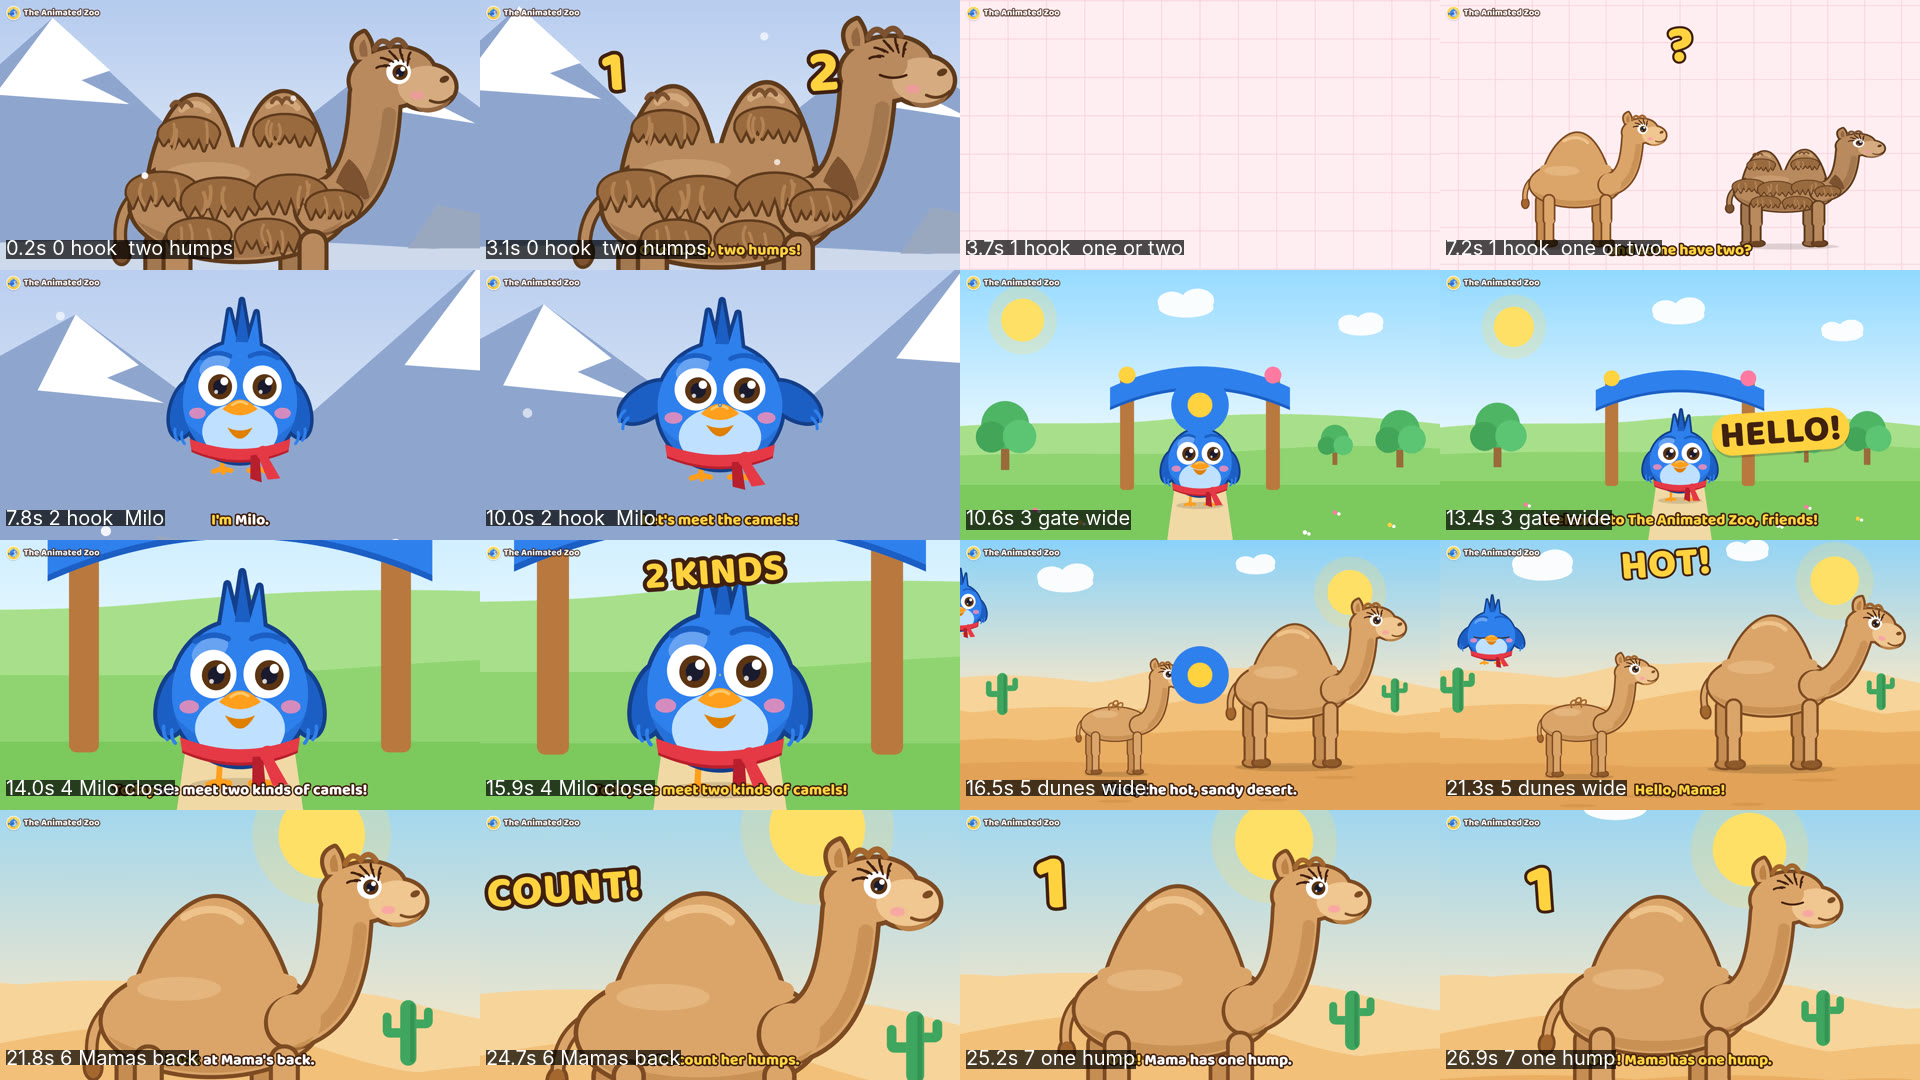 The Animated Zoo
0.2s 0 hook two humps
The Animated Zoo
1
2
two humps!
3.1s 0 hook two humps
The Animated Zoo
3.7s 1 hook one or two
The Animated Zoo
?
have two?
7.2s 1 hook one or two
The Animated Zoo
I'm Milo.
7.8s 2 hook Milo
The Animated Zoo
meet the camels!
10.0s 2 hook Milo
The Animated Zoo
10.6s 3 gate wide
The Animated Zoo
HELLO!
to The Animated Zoo, friends!
13.4s 3 gate wide
The Animated Zoo
meet two kinds of camels!
14.0s 4 Milo close
The Animated Zoo
2 KINDS
meet two kinds of camels!
15.9s 4 Milo close
The Animated Zoo
the hot, sandy desert.
16.5s 5 dunes wide
The Animated Zoo
HOT!
Hello, Mama!
21.3s 5 dunes wide
The Animated Zoo
at Mama's back.
21.8s 6 Mamas back
The Animated Zoo
COUNT!
count her humps.
24.7s 6 Mamas back
The Animated Zoo
1
! Mama has one hump.
25.2s 7 one hump
The Animated Zoo
1
! Mama has one hump.
26.9s 7 one hump